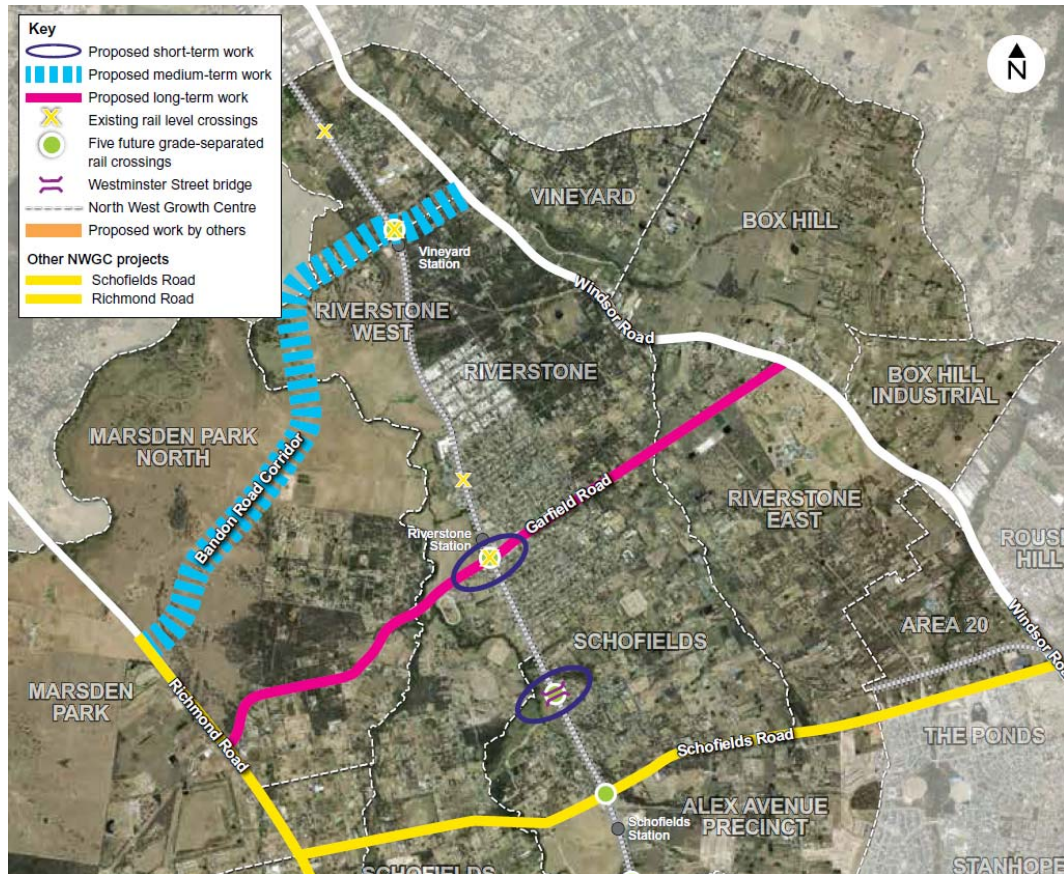 Key
Proposed short-term work
Proposed medium-term work
Proposed long-term work
Existing rail level crossings
Five future grade-separated
rail crossings
Westminster Street bridge
North West Growth Centre
Proposed work by others
Other NWGC projects
Schofields Road
Richmond Road
N
VINEYARD
BOX HILL
Vineyard
Station
Windsor Road
RIVERSTONE
WEST
RIVERSTONE
BOX HILL
INDUSTRIAL
MARSDEN PARK
NORTH
Bandon Road Corridor
Garfield Road
RIVERSTONE
EAST
Riverstone
Station
HILL
SCHOFIELDS
AREA 20
Windsor
MARSDEN
PARK
Richmond Road
Schofields Road
THE PONDS
ALEX AVENUE
PRECINCT
Schofields
Station
SCHOFIELDS